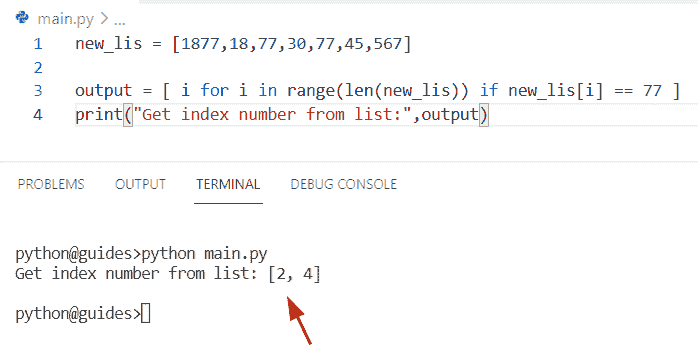 main.py > ...
1 new_lis = [1877,18,77,30,77,45,567]
2
3 output = [ i for i in range(len(new_lis)) if new_lis[i] == 77 ]
4 print("Get index number from list:",output)
PROBLEMS OUTPUT TERMINAL DEBUG CONSOLE
python@guides>python main.py
Get index number from list: [2, 4]
python@guides>